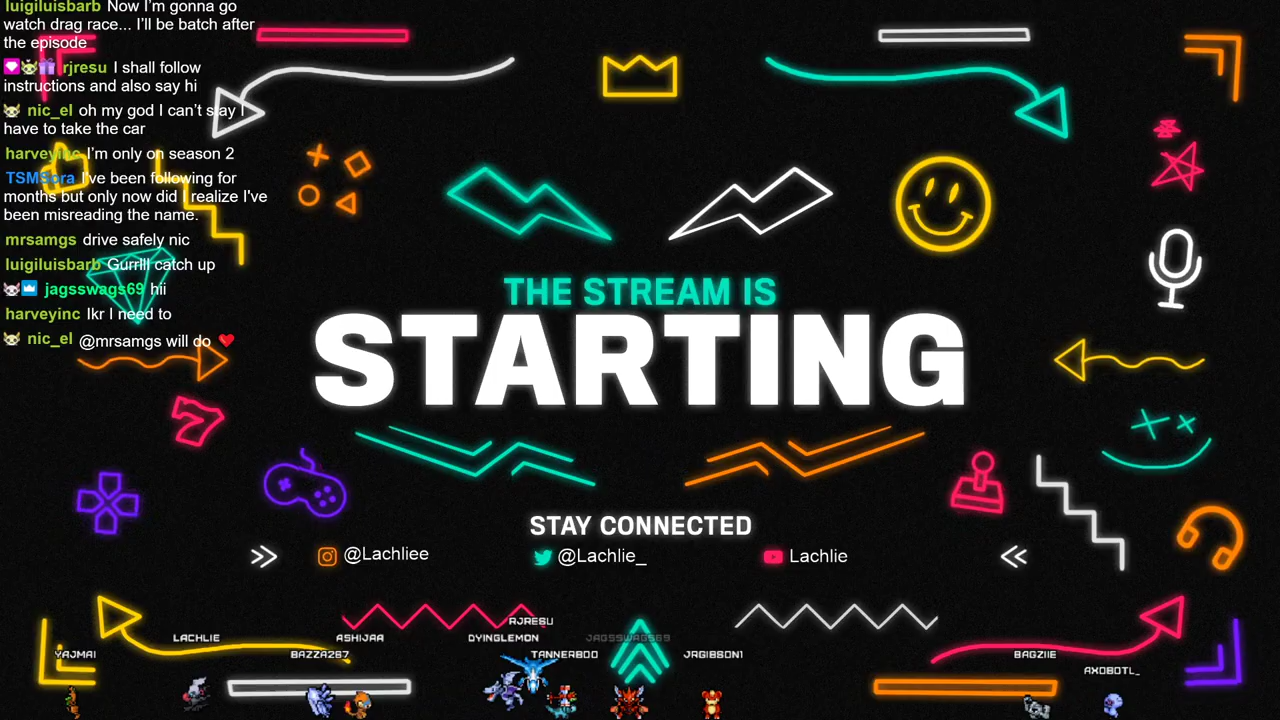 luigiluisbarb Now I'm gonna go
watch drag race... I'll be batch after
the episode
rjresu I shall follow
instructions and also say hi
nic_el oh my god I can't stay I
have to take the car
harveyinc I'm only on season 2
TSMSora I've been following for
months but only now did I realize I've
been misreading the name.
mrsamgs drive safely nic
luigiluisbarb Gurrlll catch up
jagsswags69 hii
harveyinc Ikr I need to
nic_el @mrsamgs will do
THE STREAM IS
STARTING
7
STAY CONNECTED
@Lachliee
@Lachlie_
Lachlie
RJRESU
LACHLIE
ASHIJAA
DYINGLEMON
JAGSSWAGS69
YAJMAI
BAZZA287
TANNERBOO
JRGIBSON1
BAGZIIE
AXOBOTL_